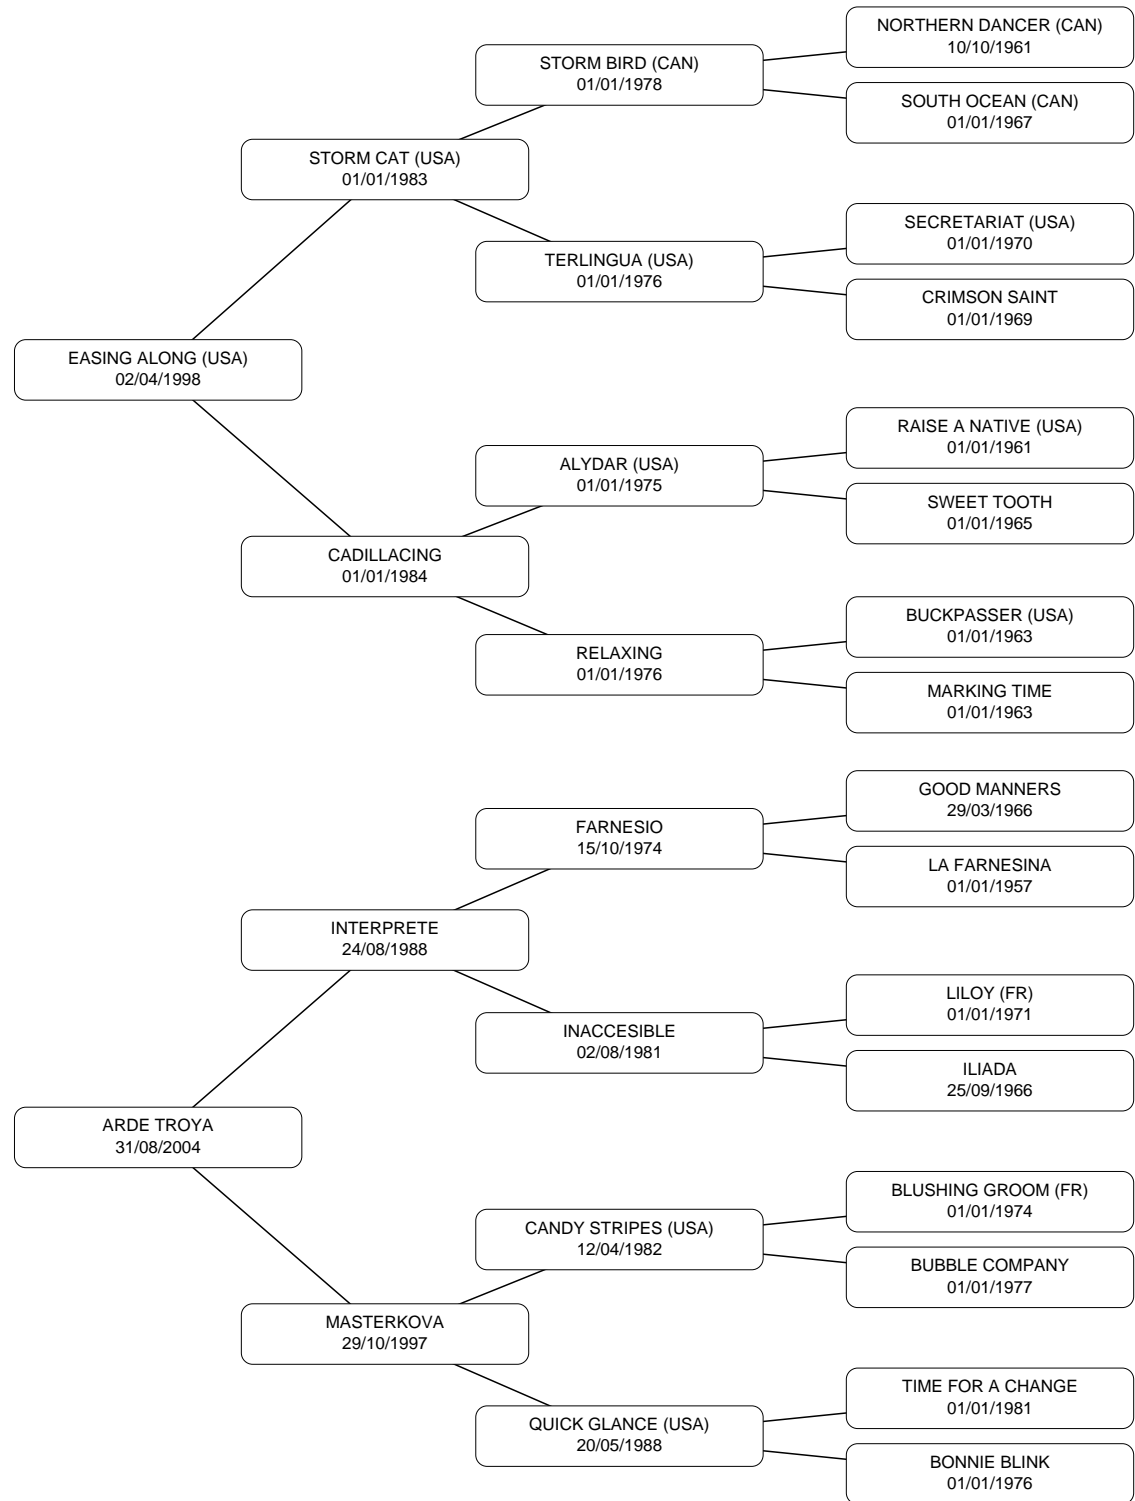 NORTHERN DANCER (CAN)
10/10/1961
STORM BIRD (CAN)
01/01/1978
SOUTH OCEAN (CAN)
01/01/1967
STORM CAT (USA)
01/01/1983
SECRETARIAT (USA)
01/01/1970
TERLINGUA (USA)
01/01/1976
CRIMSON SAINT
01/01/1969
EASING ALONG (USA)
02/04/1998
RAISE A NATIVE (USA)
01/01/1961
ALYDAR (USA)
01/01/1975
SWEET TOOTH
01/01/1965
CADILLACING
01/01/1984
BUCKPASSER (USA)
01/01/1963
RELAXING
01/01/1976
MARKING TIME
01/01/1963
GOOD MANNERS
29/03/1966
FARNESIO
15/10/1974
LA FARNESINA
01/01/1957
INTERPRETE
24/08/1988
LILOY (FR)
01/01/1971
INACCESIBLE
02/08/1981
ILIADA
25/09/1966
ARDE TROYA
31/08/2004
BLUSHING GROOM (FR)
01/01/1974
CANDY STRIPES (USA)
12/04/1982
BUBBLE COMPANY
01/01/1977
MASTERKOVA
29/10/1997
TIME FOR A CHANGE
01/01/1981
QUICK GLANCE (USA)
20/05/1988
BONNIE BLINK
01/01/1976